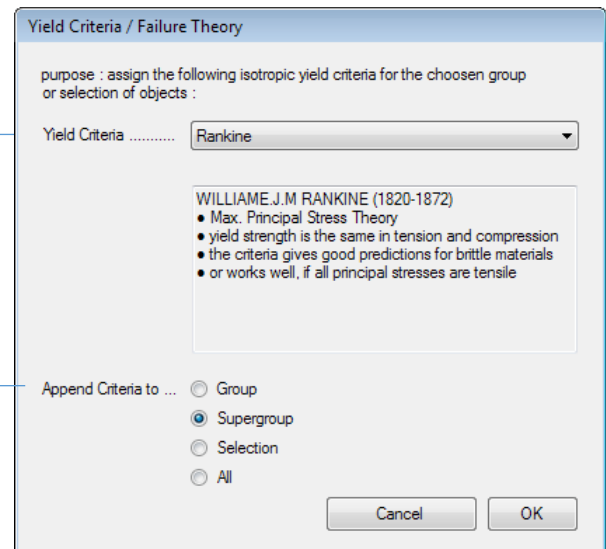 Yield Criteria / Failure Theory
purpose : assign the following isotropic yield criteria for the choosen group
or selection of objects :
Yield Criteria ........... Rankine
WILLIAME.J.M RANKINE (1820-1872)
● Max. Principal Stress Theory
● yield strength is the same in tension and compression
● the criteria gives good predictions for brittle materials
● or works well, if all principal stresses are tensile
Append Criteria to ... Group
Supergroup
Selection
All
Cancel OK